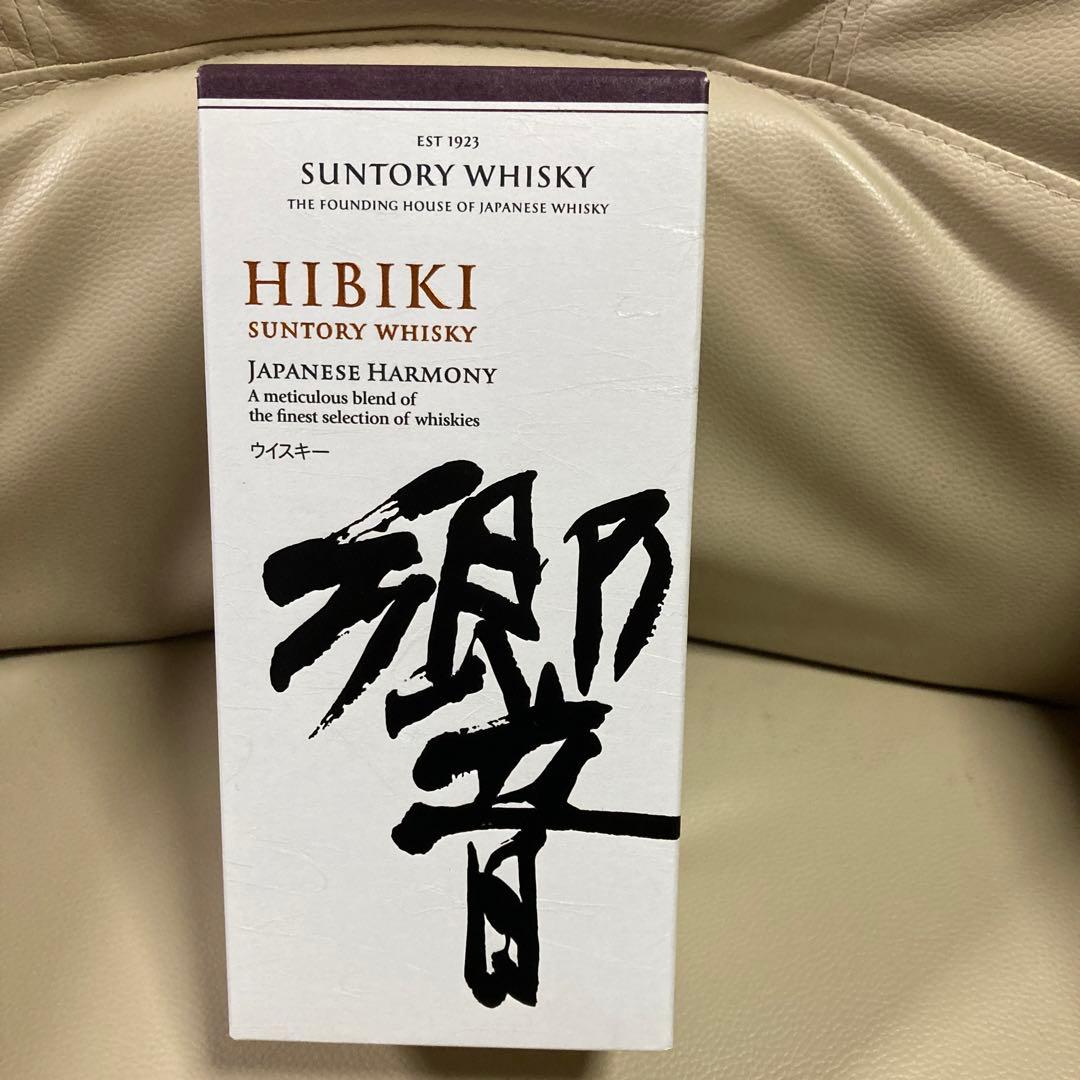 EST 1923
SUNTORY WHISKY
THE FOUNDING HOUSE OF JAPANESE WHISKY
HIBIKI
SUNTORY WHISKY
JAPANESE HARMONY
A meticulous blend of
the finest selection of whiskies
ウイスキー
響